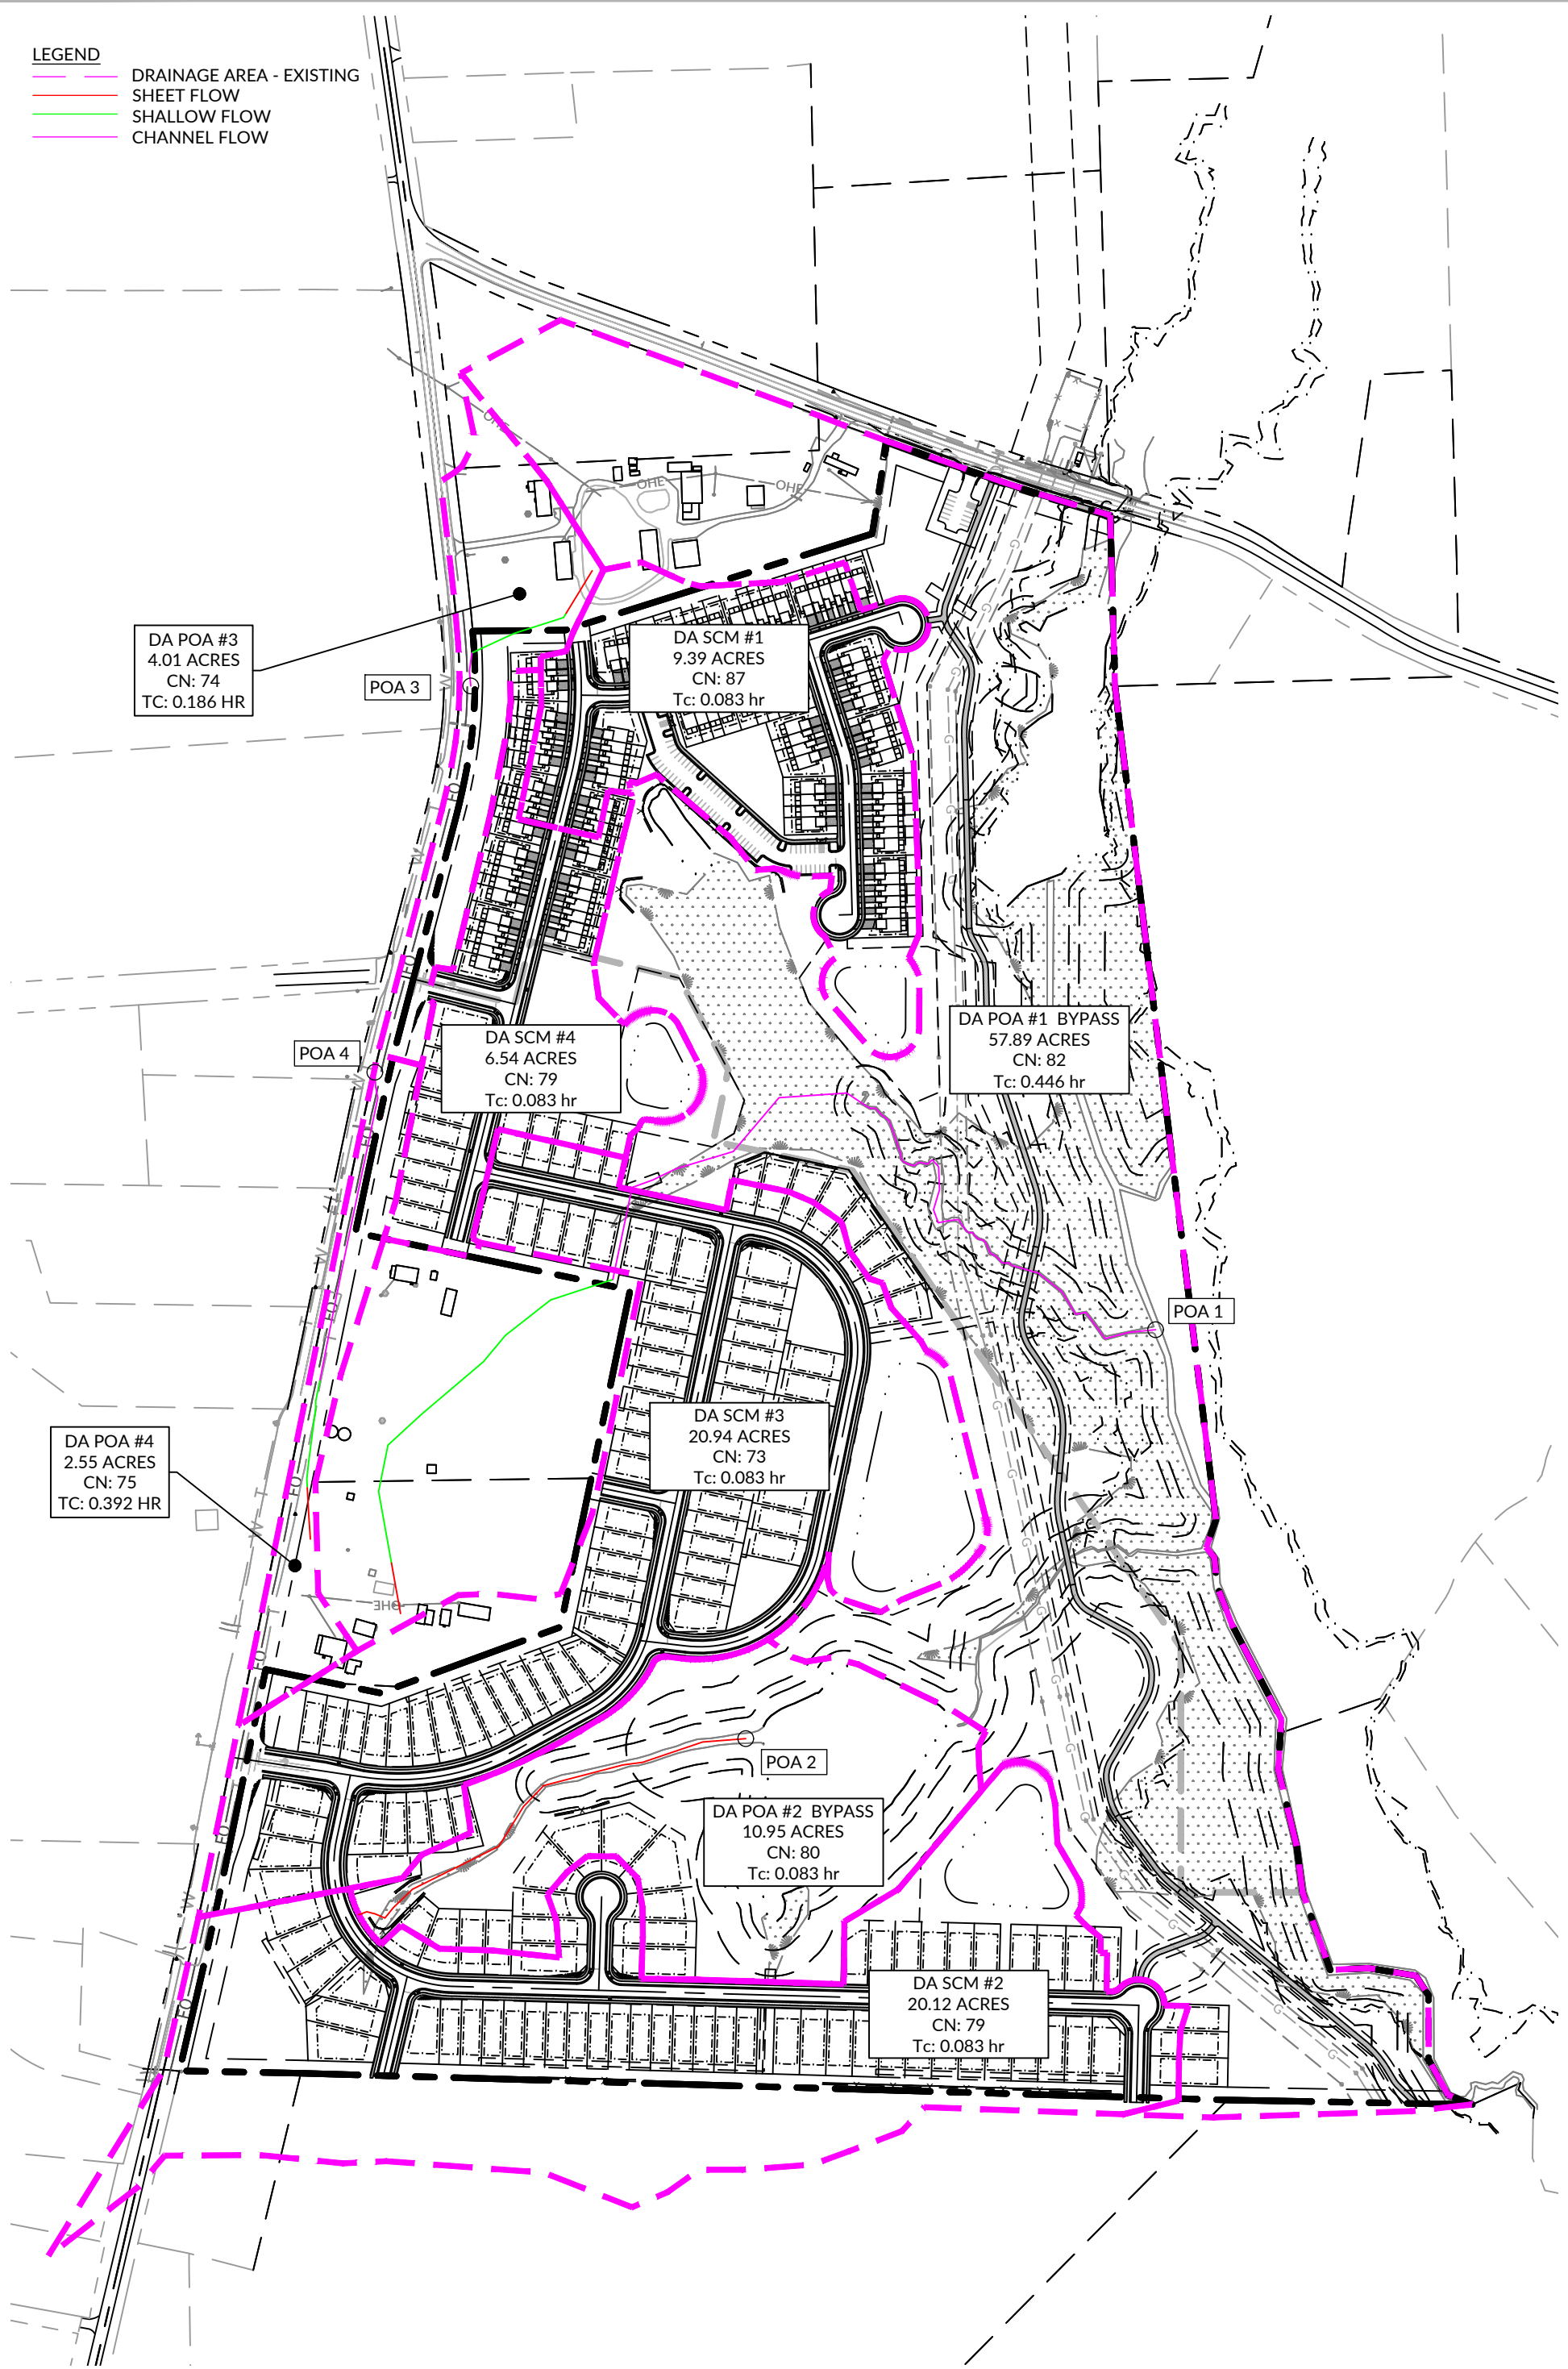 LEGEND
DRAINAGE AREA - EXISTING
SHEET FLOW
SHALLOW FLOW
CHANNEL FLOW
OHE
OHE
DA POA #3
4.01 ACRES
CN: 74
TC: 0.186 HR
POA 3
DA SCM #1
9.39 ACRES
CN: 87
Tc: 0.083 hr
DA POA #1 BYPASS
57.89 ACRES
CN: 82
Tc: 0.446 hr
POA 4
DA SCM #4
6.54 ACRES
CN: 79
Tc: 0.083 hr
POA 1
DA SCM #3
20.94 ACRES
CN: 73
Tc: 0.083 hr
DA POA #4
2.55 ACRES
CN: 75
TC: 0.392 HR
OHE
POA 2
DA POA #2 BYPASS
10.95 ACRES
CN: 80
Tc: 0.083 hr
DA SCM #2
20.12 ACRES
CN: 79
Tc: 0.083 hr